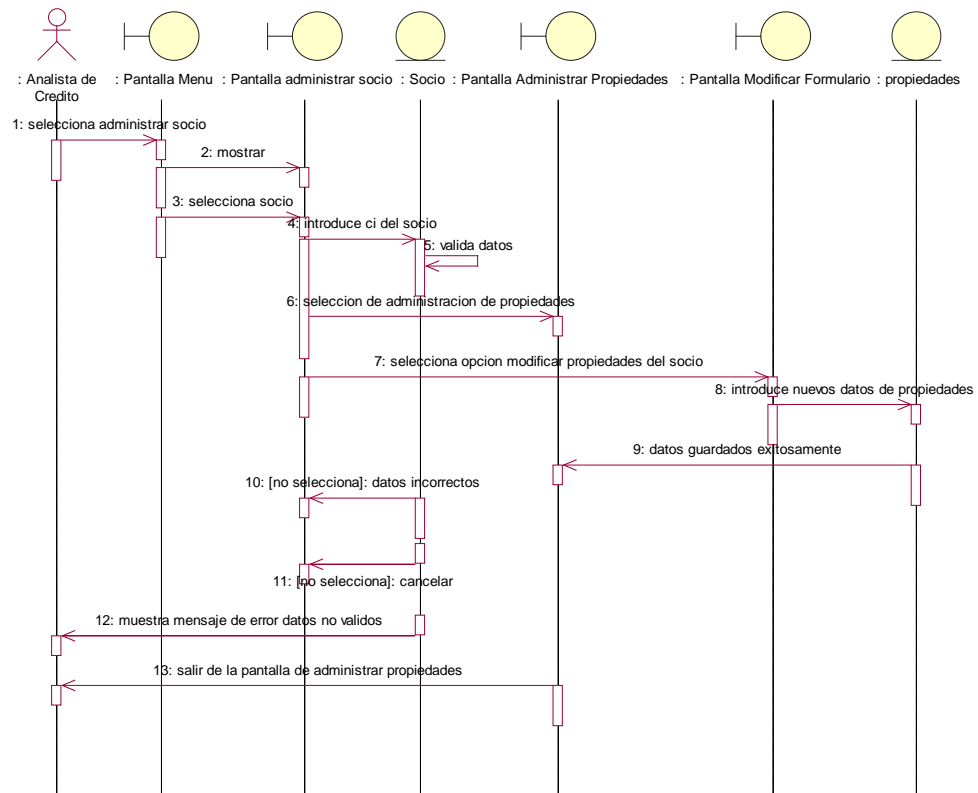 : Analista de
Credito
: Pantalla Menu
: Pantalla administrar socio
: Socio
: Pantalla Administrar Propiedades
: Pantalla Modificar Formulario
: propiedades
1: selecciona administrar socio
2: mostrar
3: selecciona socio
4: introduce ci del socio
5: valida datos
6: seleccion de administracion de propiedades
7: selecciona opcion modificar propiedades del socio
8: introduce nuevos datos de propiedades
9: datos guardados exitosamente
10: [no selecciona]: datos incorrectos
11: [no selecciona]: cancelar
12: muestra mensaje de error datos no validos
13: salir de la pantalla de administrar propiedades